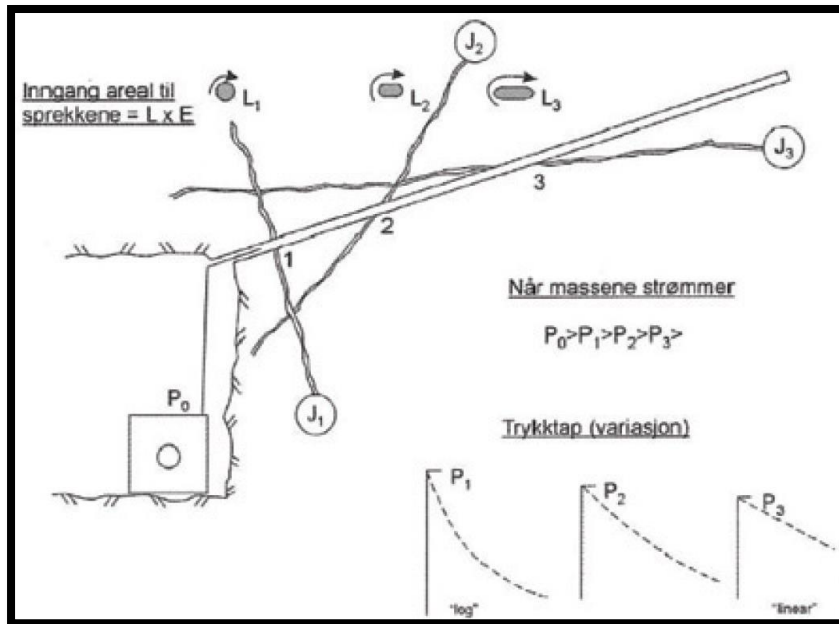 Inngang areal til
sprekkene = L x E
L₁
L₂
L₃
J₂
J₃
1
2
3
Når massene strømmer
P₀>P₁>P₂>P₃>
P₀
J₁
Trykktap (variasjon)
P₁
P₂
P₃
"log"
"linear"